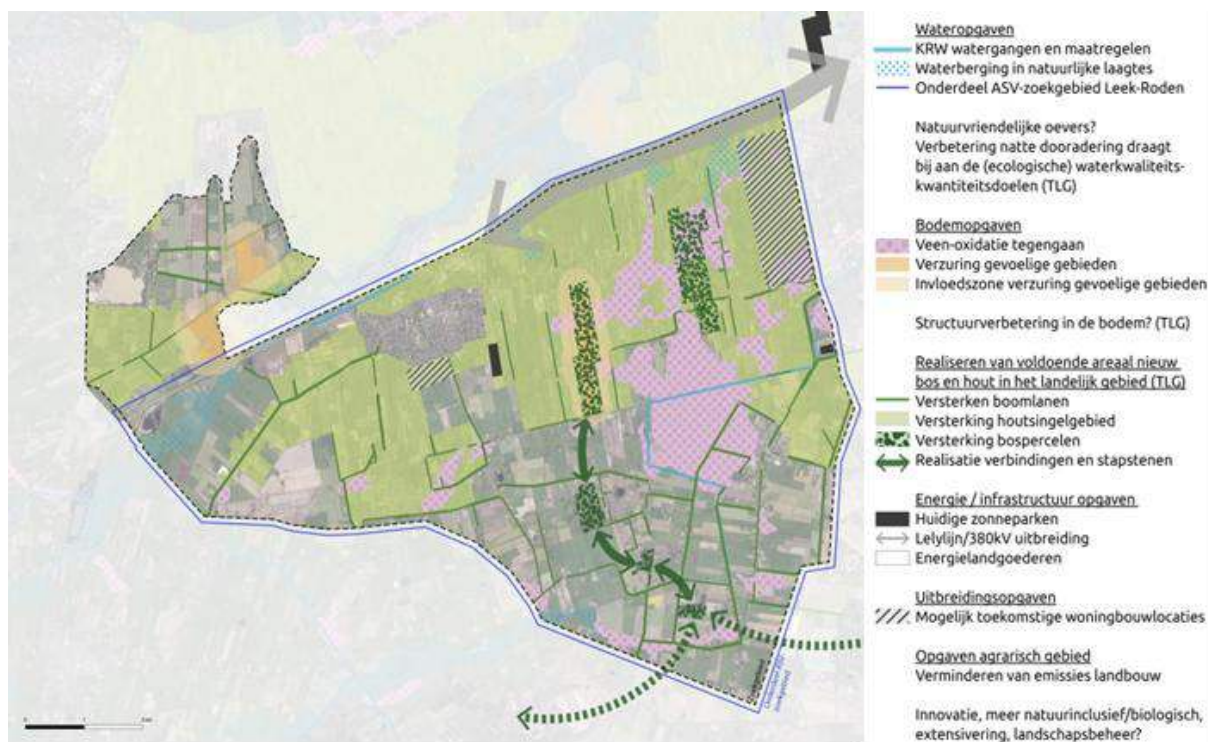 Wateropgaven
KRW watergangen en maatregelen
Waterberging in natuurlijke laagtes
Onderdeel ASV-zoekgebied Leek-Roden
Natuurvriendelijke oevers?
Verbetering natte dooradering draagt
bij aan de (ecologische) waterkwaliteits-
kwantiteitsdoelen (TLG)
Bodemopgaven
Veen-oxidatie tegengaan
Verzuring gevoelige gebieden
Invloedszone verzuring gevoelige gebieden
Structuurverbetering in de bodem? (TLG)
Realiseren van voldoende areaal nieuw
bos en hout in het landelijk gebied (TLG)
Versterken boomlanen
Versterking houtsingelgebied
Versterking bospercelen
Realisatie verbindingen en stapstenen
Energie / infrastructuur opgaven
Huidige zonneparken
Lelylijn/380kV uitbreiding
Energielandgoederen
Uitbreidingsopgaven
Mogelijk toekomstige woningbouwlocaties
Opgaven agrarisch gebied
Verminderen van emissies landbouw
Innovatie, meer natuurinclusief/biologisch,
extensivering, landschapsbeheer?